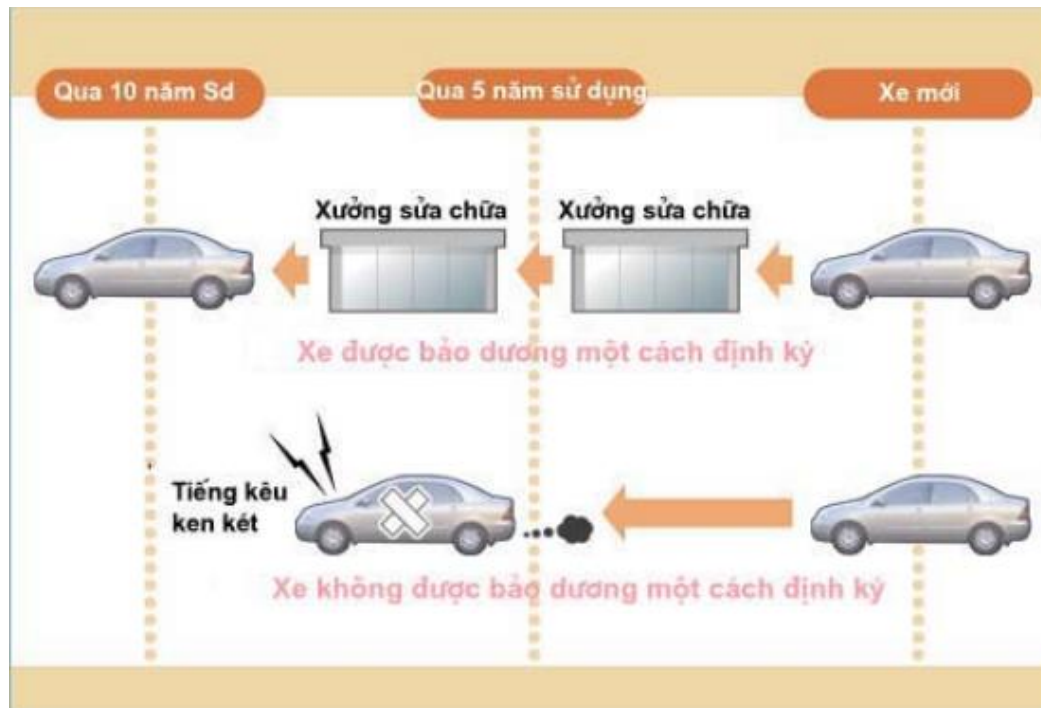 Qua 10 năm Sd
Qua 5 năm sử dụng
Xe mới
Xưởng sửa chữa
Xưởng sửa chữa
Xe được bảo dương một cách định kỳ
Tiếng kêu
ken két
Xe không được bảo dương một cách định kỳ